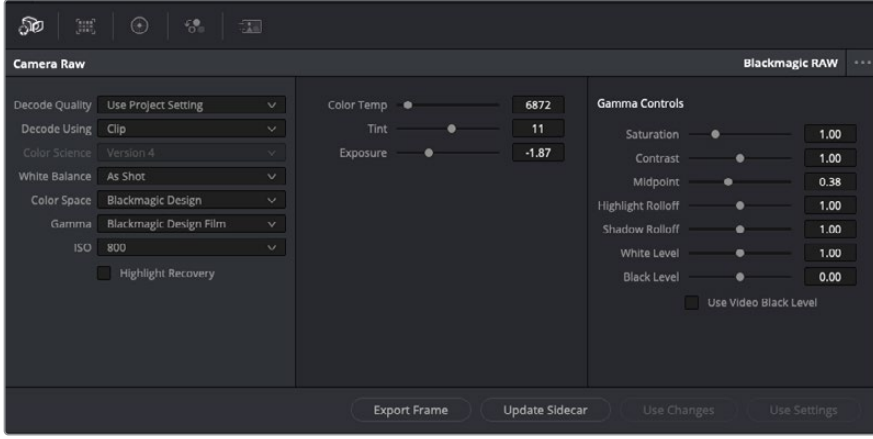 Camera Raw
Blackmagic RAW
Decode Quality Use Project Setting
Decode Using Clip
Color Science Version 4
White Balance As Shot
Color Space Blackmagic Design
Gamma Blackmagic Design Film
ISO 800
Highlight Recovery
Color Temp 6872
Tint 11
Exposure -1.87
Gamma Controls
Saturation 1.00
Contrast 1.00
Midpoint 0.38
Highlight Rolloff 1.00
Shadow Rolloff 1.00
White Level 1.00
Black Level 0.00
Use Video Black Level
Export Frame
Update Sidecar
Use Changes
Use Settings